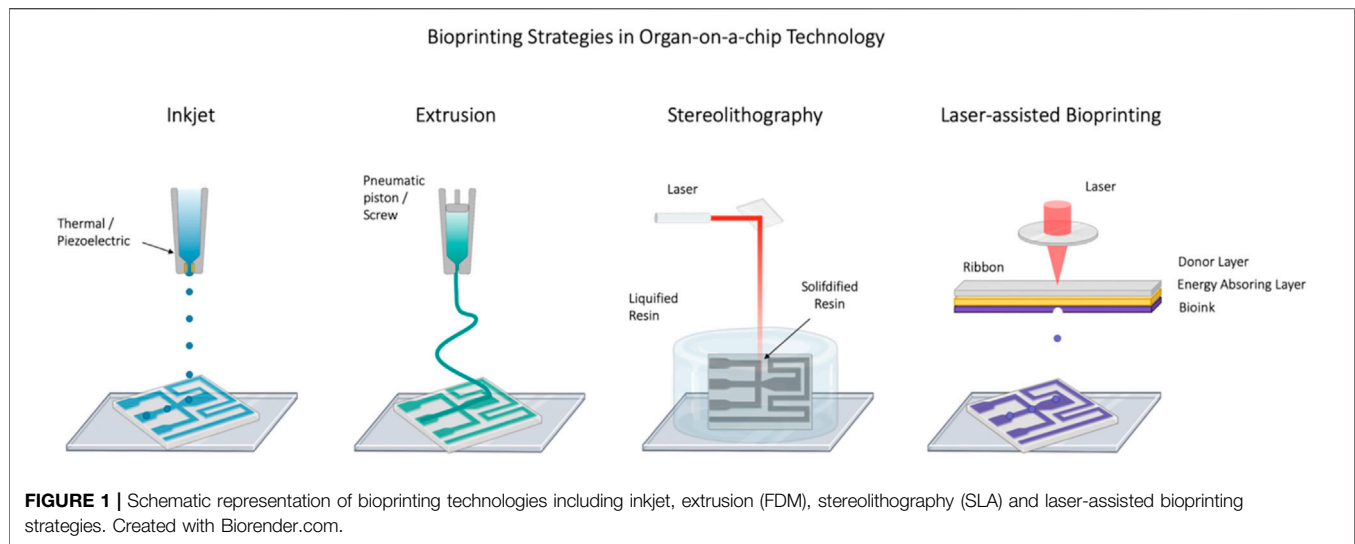 Bioprinting Strategies in Organ-on-a-chip Technology
Inkjet
Thermal /
Piezoelectric
Extrusion
Pneumatic
piston /
Screw
Stereolithography
Laser
Liquified
Resin
Solifdified
Resin
Laser-assisted Bioprinting
Laser
Ribbon
Donor Layer
Energy Absoring Layer
Bioink
FIGURE 1 | Schematic representation of bioprinting technologies including inkjet, extrusion (FDM), stereolithography (SLA) and laser-assisted bioprinting
strategies. Created with Biorender.com.